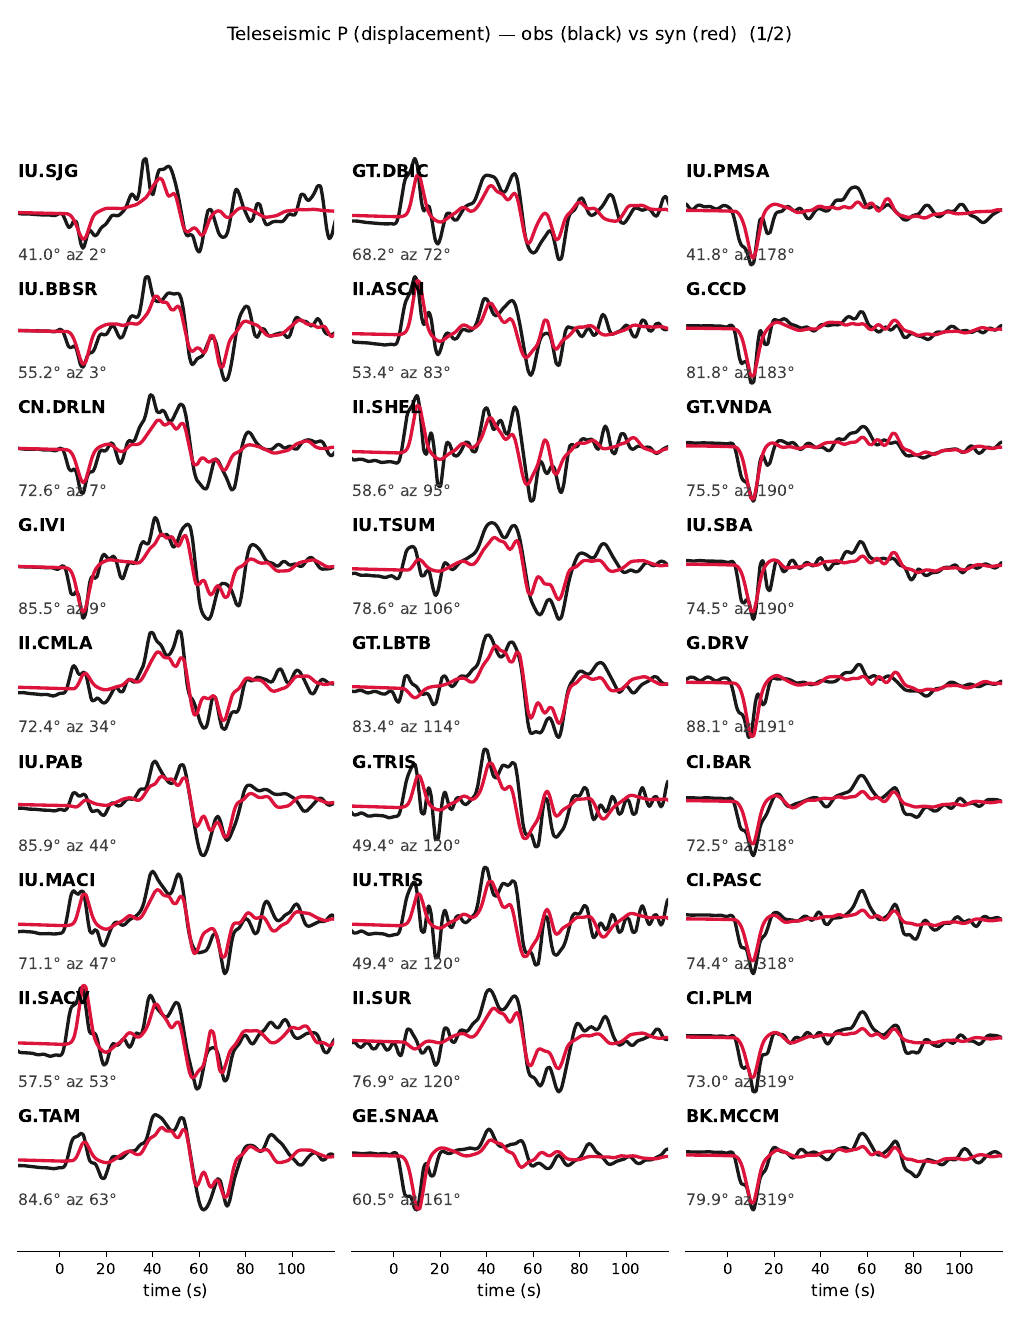 Teleseismic P (displacement) — obs (black) vs syn (red)  (1/2)
IU.SJG
41.0° az 2°
IU.BBSR
55.2° az 3°
CN.DRLN
72.6° az 7°
G.IVI
85.5° az 9°
II.CMLA
72.4° az 34°
IU.PAB
85.9° az 44°
IU.MACI
71.1° az 47°
II.SACV
57.5° az 53°
G.TAM
84.6° az 63°
0 20 40 60 80 100
time (s)
GT.DBIC
68.2° az 72°
II.ASCN
53.4° az 83°
II.SHEL
58.6° az 95°
IU.TSUM
78.6° az 106°
GT.LBTB
83.4° az 114°
G.TRIS
49.4° az 120°
IU.TRIS
49.4° az 120°
II.SUR
76.9° az 120°
GE.SNAA
60.5° az 161°
0 20 40 60 80 100
time (s)
IU.PMSA
41.8° az 178°
G.CCD
81.8° az 183°
GT.VNDA
75.5° az 190°
IU.SBA
74.5° az 190°
G.DRV
88.1° az 191°
CI.BAR
72.5° az 318°
CI.PASC
74.4° az 318°
CI.PLM
73.0° az 319°
BK.MCCM
79.9° az 319°
0 20 40 60 80 100
time (s)